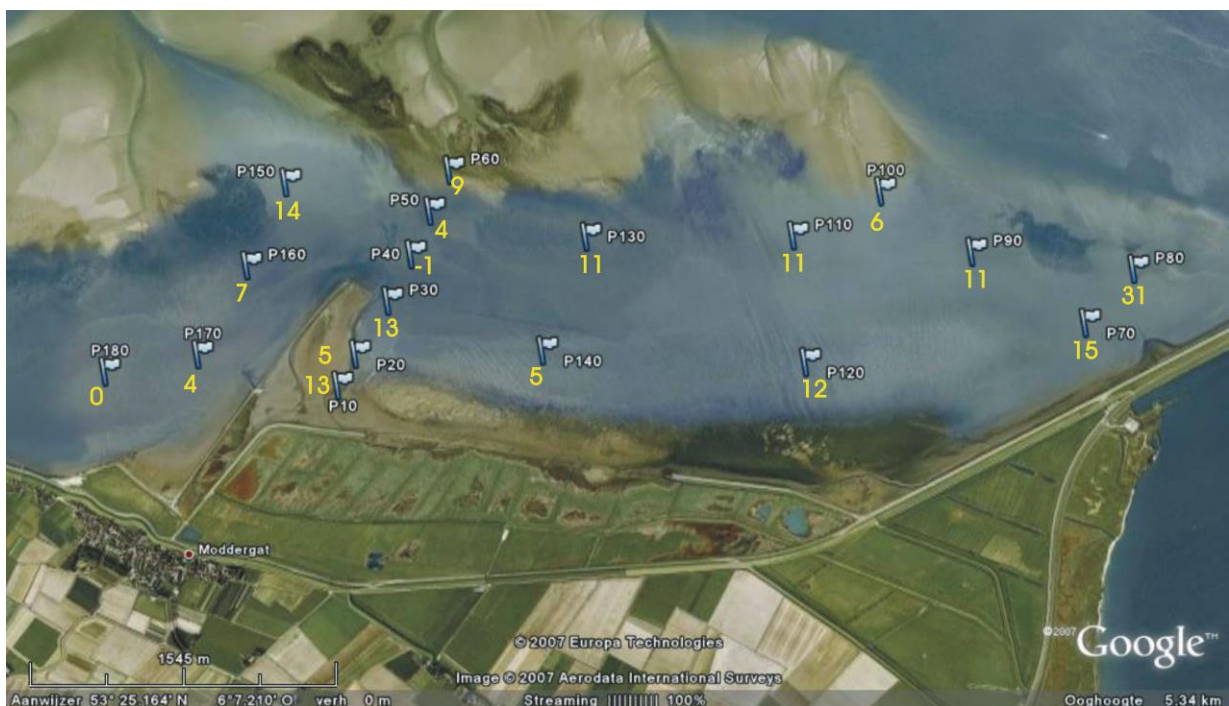 P60
P150
9
P100
P50
14
4
6
P130
P110
P40
P90
-1
P160
P80
11
11
11
7
P30
31
13
P70
P170
P180
5
P20
P140
15
0
4
13
5
P120
12
P10
Moddergat
© 2007 Europa Technologies
©2007 Google™
1545 m
Image © 2007 Aerodata International Surveys
Aanwijzer 53° 25.164' N 6° 7.210' O verh 0 m Streaming |||||||||| 100% Ooghoogte 5.34 km